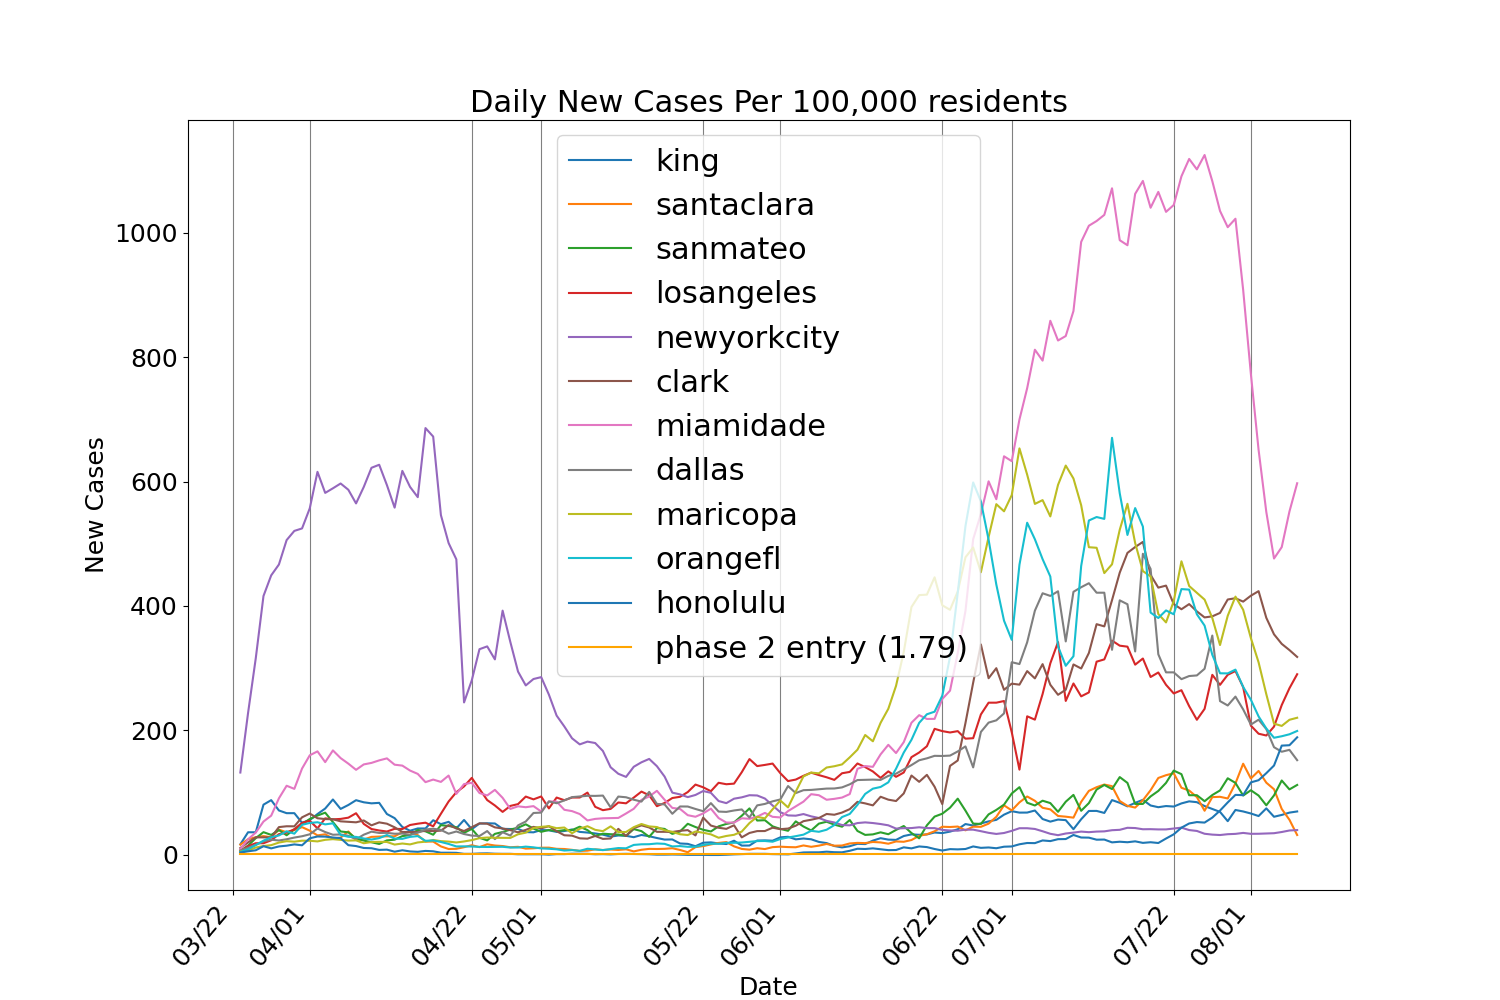 Daily New Cases Per 100,000 residents
king
santaclara
sanmateo
losangeles
newyorkcity
clark
miamidade
dallas
maricopa
orangefl
honolulu
phase 2 entry (1.79)
New Cases
1000
800
600
400
200
0
03/22 04/01 04/22 05/01 05/22 06/01 06/22 07/01 07/22 08/01
Date